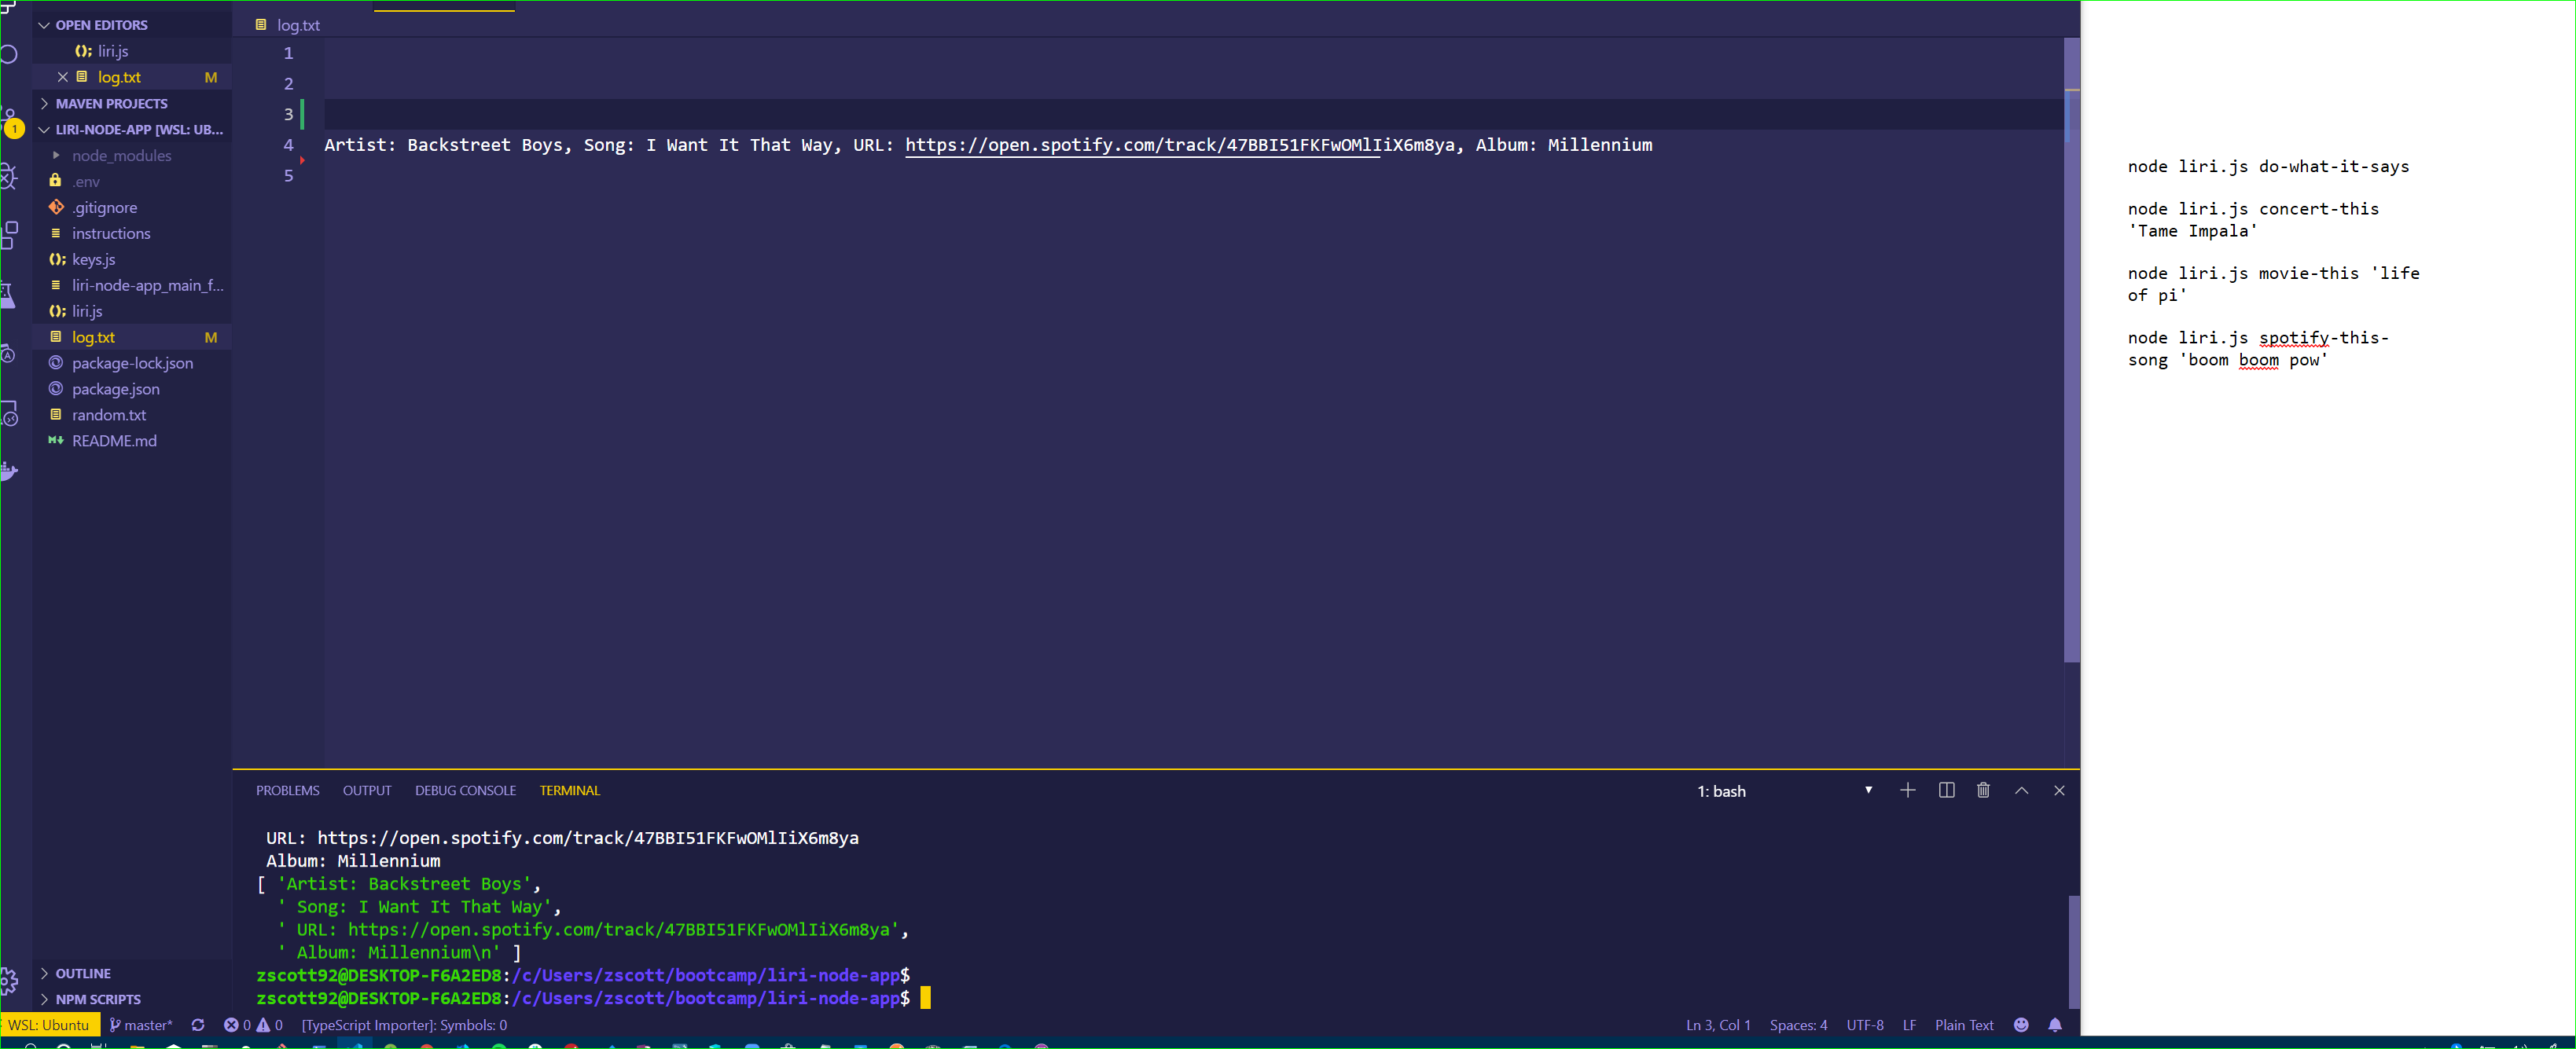 OPEN EDITORS
liri.js
log.txt M
MAVEN PROJECTS
LIRI-NODE-APP [WSL: UB...
node_modules
.env
.gitignore
instructions
keys.js
liri-node-app_main_f...
liri.js
log.txt M
package-lock.json
package.json
random.txt
README.md
OUTLINE
NPM SCRIPTS
1
log.txt
1
2
3
4 Artist: Backstreet Boys, Song: I Want It That Way, URL: https://open.spotify.com/track/47BBI51FKFwOMlIiX6m8ya, Album: Millennium
5
PROBLEMS OUTPUT DEBUG CONSOLE TERMINAL 1: bash
URL: https://open.spotify.com/track/47BBI51FKFwOMlIiX6m8ya
Album: Millennium
[ 'Artist: Backstreet Boys',
' Song: I Want It That Way',
' URL: https://open.spotify.com/track/47BBI51FKFwOMlIiX6m8ya',
' Album: Millennium\n' ]
zscott92@DESKTOP-F6A2ED8:/c/Users/zscott/bootcamp/liri-node-app$
zscott92@DESKTOP-F6A2ED8:/c/Users/zscott/bootcamp/liri-node-app$
WSL: Ubuntu master* 0 0 [TypeScript Importer]: Symbols: 0 Ln 3, Col 1 Spaces: 4 UTF-8 LF Plain Text
node liri.js do-what-it-says
node liri.js concert-this
'Tame Impala'
node liri.js movie-this 'life
of pi'
node liri.js spotify-this-
song 'boom boom pow'